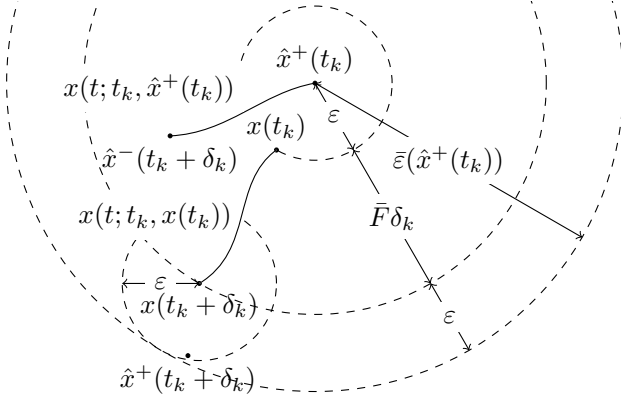 x̂⁺(t_k)
x(t; t_k, x̂⁺(t_k))
x(t_k)
ε
x̂⁻(t_k + δ_k)
ε̄(x̂⁺(t_k))
x(t; t_k, x(t_k))
F̄δ_k
ε
x(t_k + δ_k)
ε
x̂⁺(t_k + δ_k)